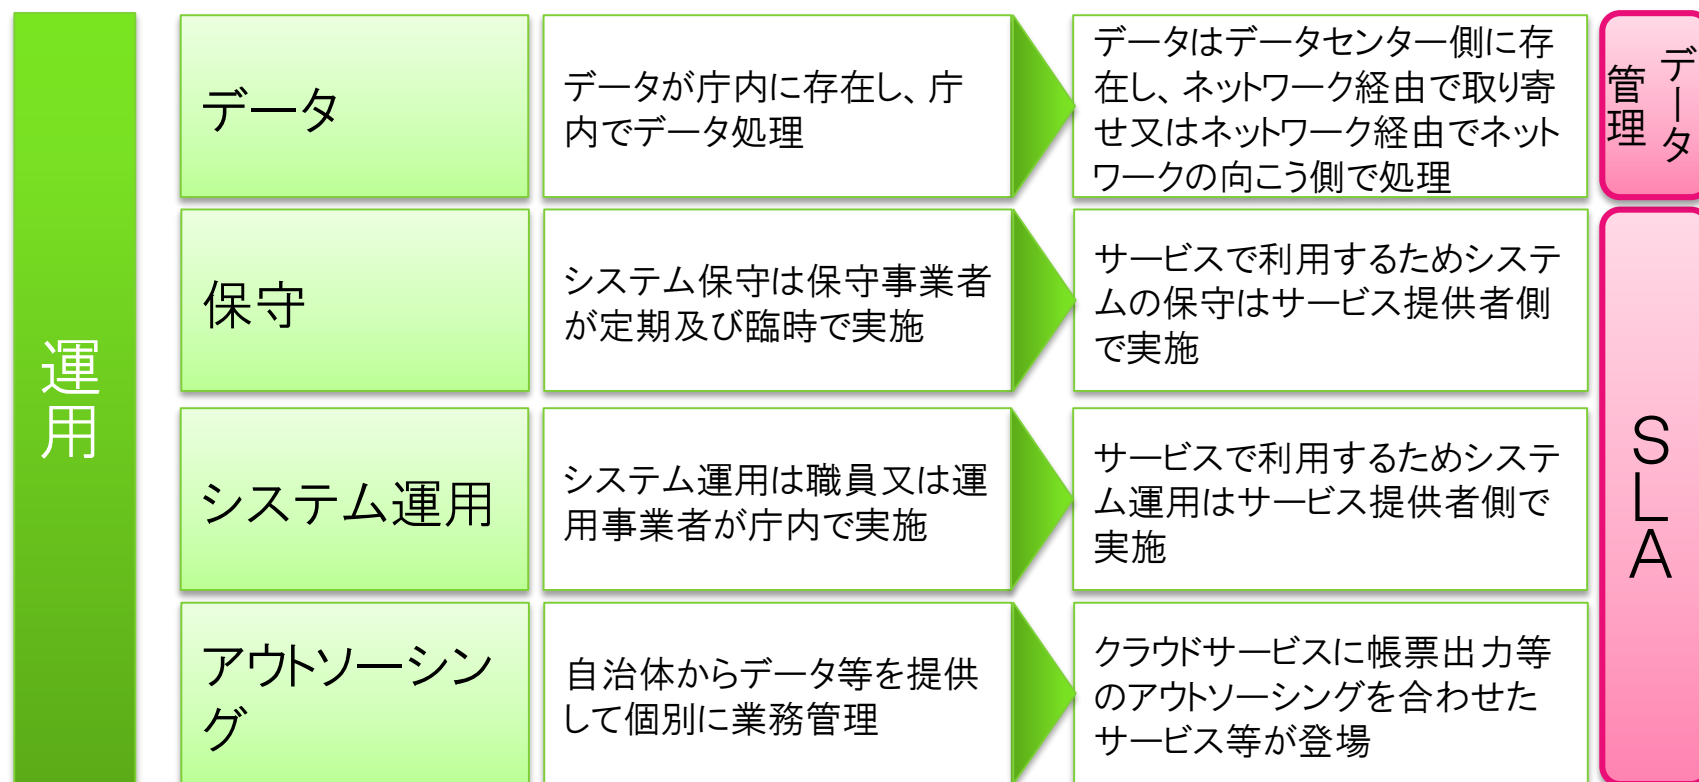 運用
データ
データが庁内に存在し、庁
内でデータ処理
データはデータセンター側に存
在し、ネットワーク経由で取り寄
せ又はネットワーク経由でネット
ワークの向こう側で処理
データ
管理
保守
システム保守は保守事業者
が定期及び臨時で実施
サービスで利用するためシステ
ムの保守はサービス提供者側
で実施
システム運用
システム運用は職員又は運
用事業者が庁内で実施
サービスで利用するためシステ
ム運用はサービス提供者側で
実施
SLA
アウトソーシン
グ
自治体からデータ等を提供
して個別に業務管理
クラウドサービスに帳票出力等
のアウトソーシングを合わせた
サービス等が登場